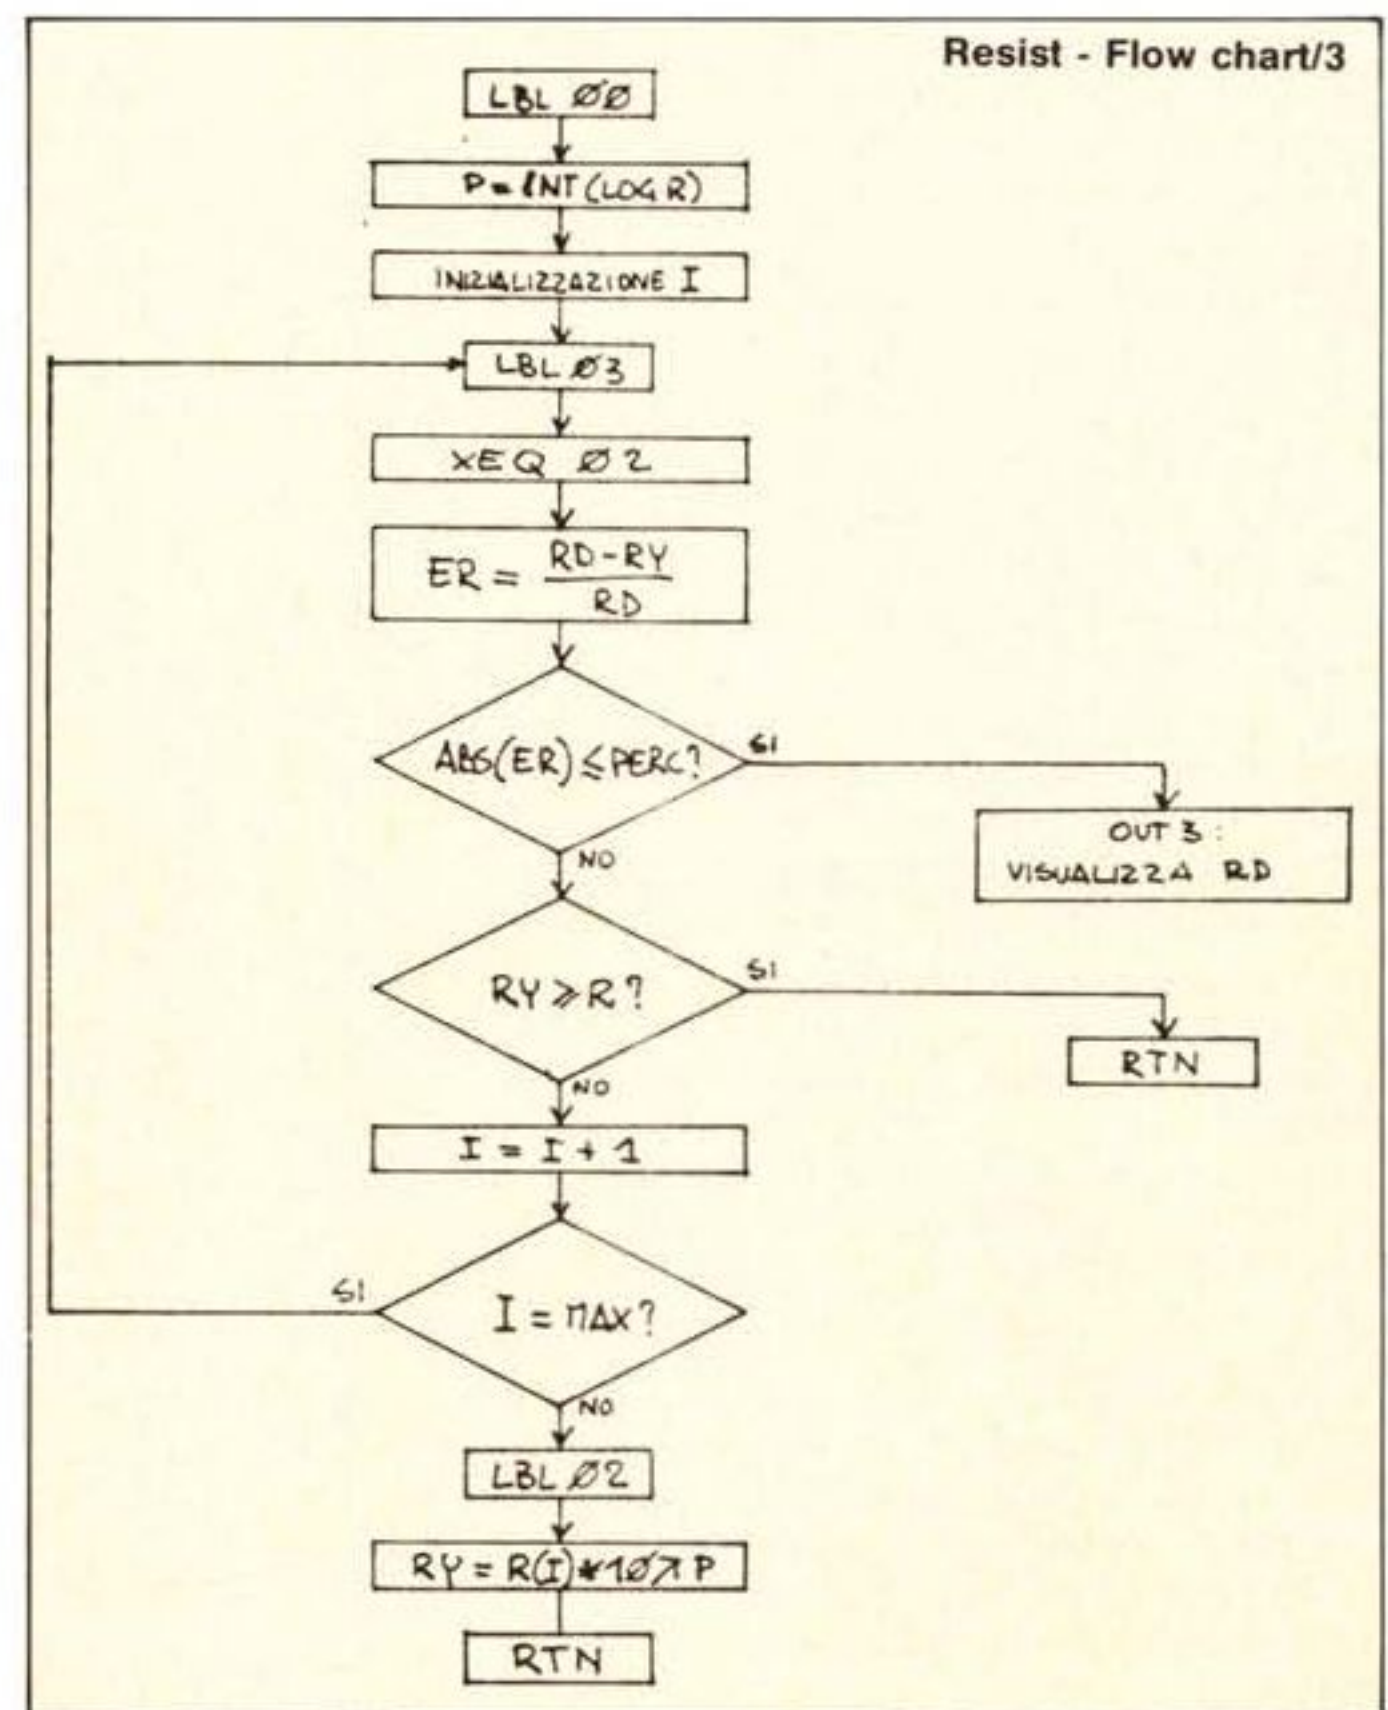 Resist - Flow chart/3
LBL ØØ
P = INT (LOG R)
INIZIALIZZAZIONE I
LBL Ø3
XEQ Ø2
ER = RD-RY
RD
ABS(ER) ≤ PERC?
SI
OUT 3 :
VISUALIZZA RD
NO
RY ≥ R?
SI
RTN
NO
I = I + 1
I = MAX?
SI
NO
LBL Ø2
RY = R(I)*1Ø↗P
RTN